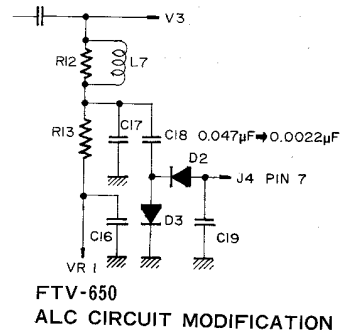 V3
R12
L7
R13
C17
C18 0.047µF➡0.0022µF
D2
J4 PIN 7
D3
C16
C19
VR 1
FTV-650
ALC CIRCUIT MODIFICATION